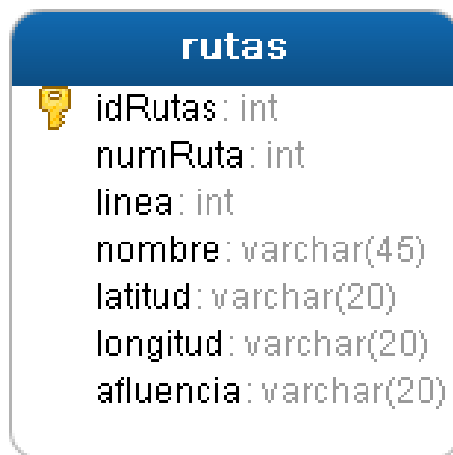 rutas
idRutas: int
numRuta: int
linea: int
nombre: varchar(45)
latitud: varchar(20)
longitud: varchar(20)
afluencia: varchar(20)